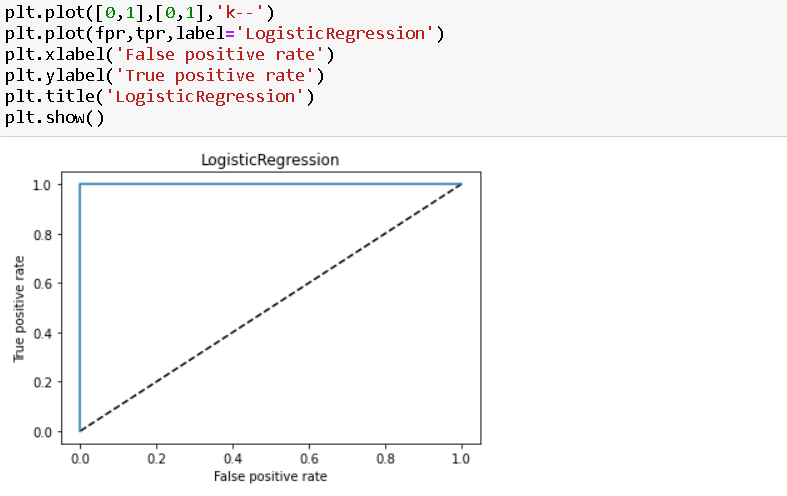 plt.plot([0,1],[0,1],'k--')
plt.plot(fpr,tpr,label='LogisticRegression')
plt.xlabel('False positive rate')
plt.ylabel('True positive rate')
plt.title('LogisticRegression')
plt.show()
LogisticRegression
True positive rate
1.0
0.8
0.6
0.4
0.2
0.0
0.0 0.2 0.4 0.6 0.8 1.0
False positive rate